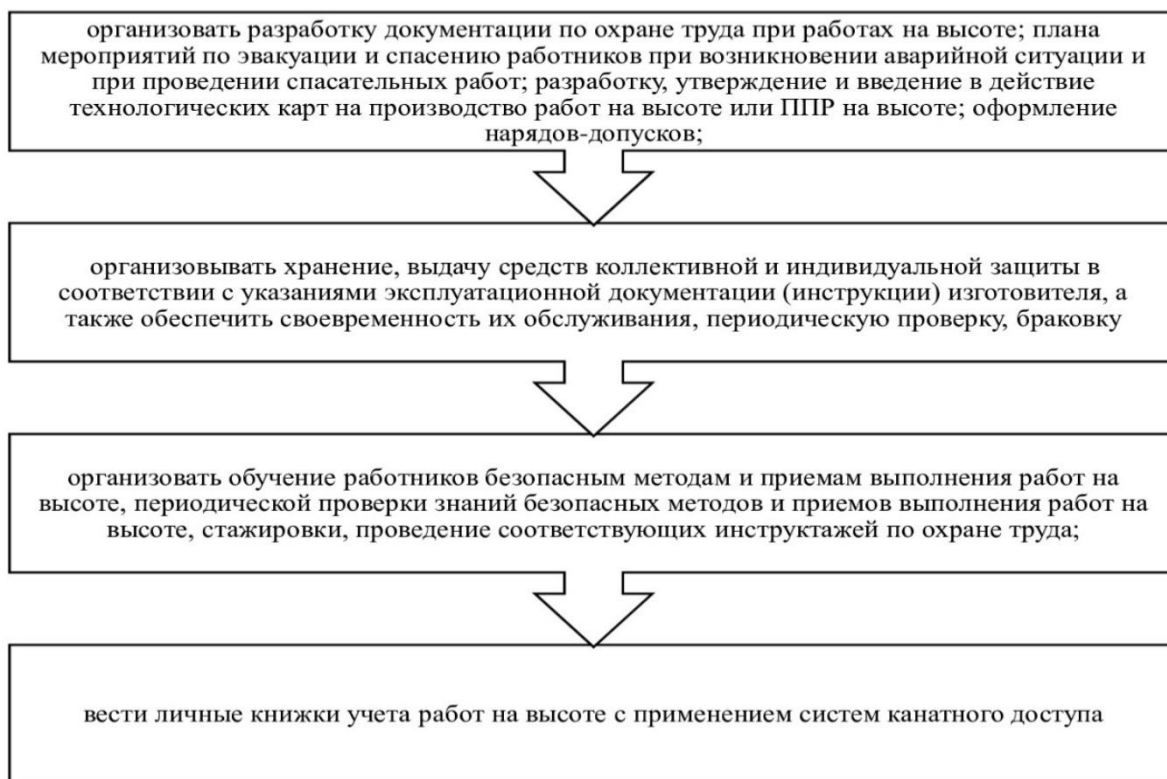 организовать разработку документации по охране труда при работах на высоте; плана
мероприятий по эвакуации и спасению работников при возникновении аварийной ситуации и
при проведении спасательных работ; разработку, утверждение и введение в действие
технологических карт на производство работ на высоте или ППР на высоте; оформление
нарядов-допусков;
организовывать хранение, выдачу средств коллективной и индивидуальной защиты в
соответствии с указаниями эксплуатационной документации (инструкции) изготовителя, а
также обеспечить своевременность их обслуживания, периодическую проверку, браковку
организовать обучение работников безопасным методам и приемам выполнения работ на
высоте, периодической проверки знаний безопасных методов и приемов выполнения работ на
высоте, стажировки, проведение соответствующих инструктажей по охране труда;
вести личные книжки учета работ на высоте с применением систем канатного доступа